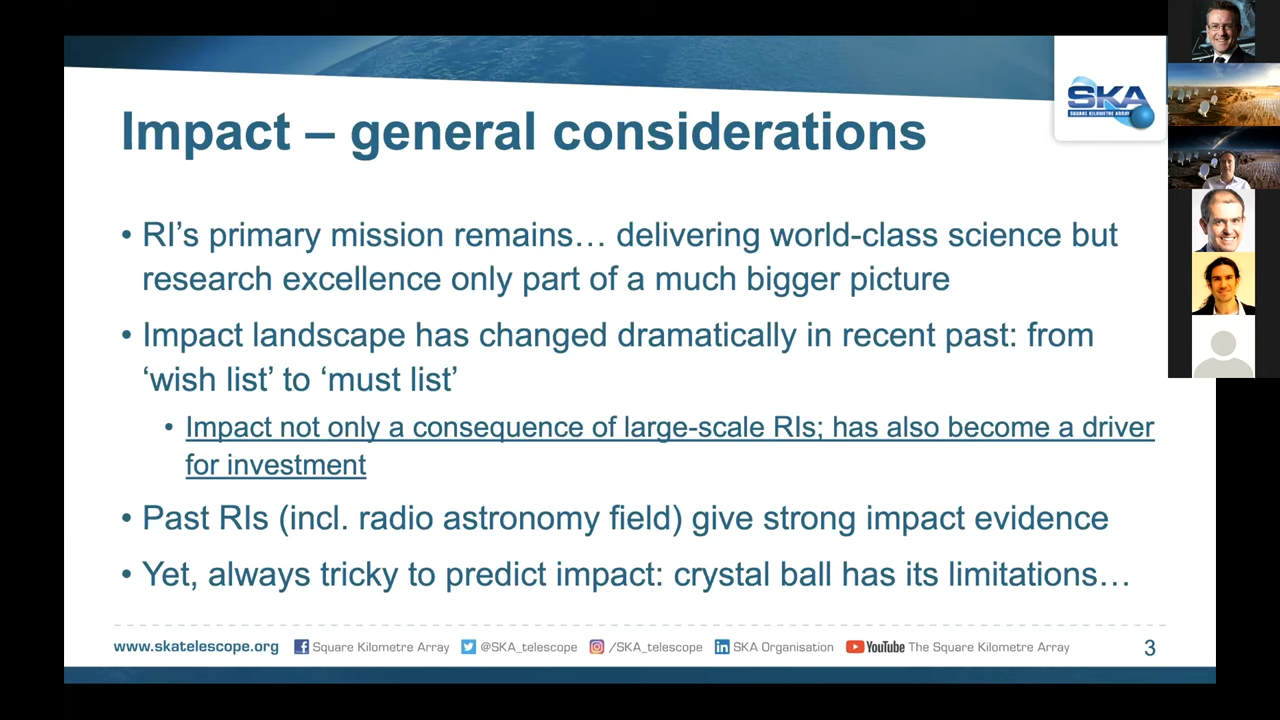 SKA
SQUARE KILOMETRE ARRAY
Impact – general considerations
• RI’s primary mission remains… delivering world-class science but
research excellence only part of a much bigger picture
• Impact landscape has changed dramatically in recent past: from
‘wish list’ to ‘must list’
• Impact not only a consequence of large-scale RIs; has also become a driver
for investment
• Past RIs (incl. radio astronomy field) give strong impact evidence
• Yet, always tricky to predict impact: crystal ball has its limitations…
www.skatelescope.org Square Kilometre Array @SKA_telescope /SKA_telescope SKA Organisation YouTube The Square Kilometre Array 3